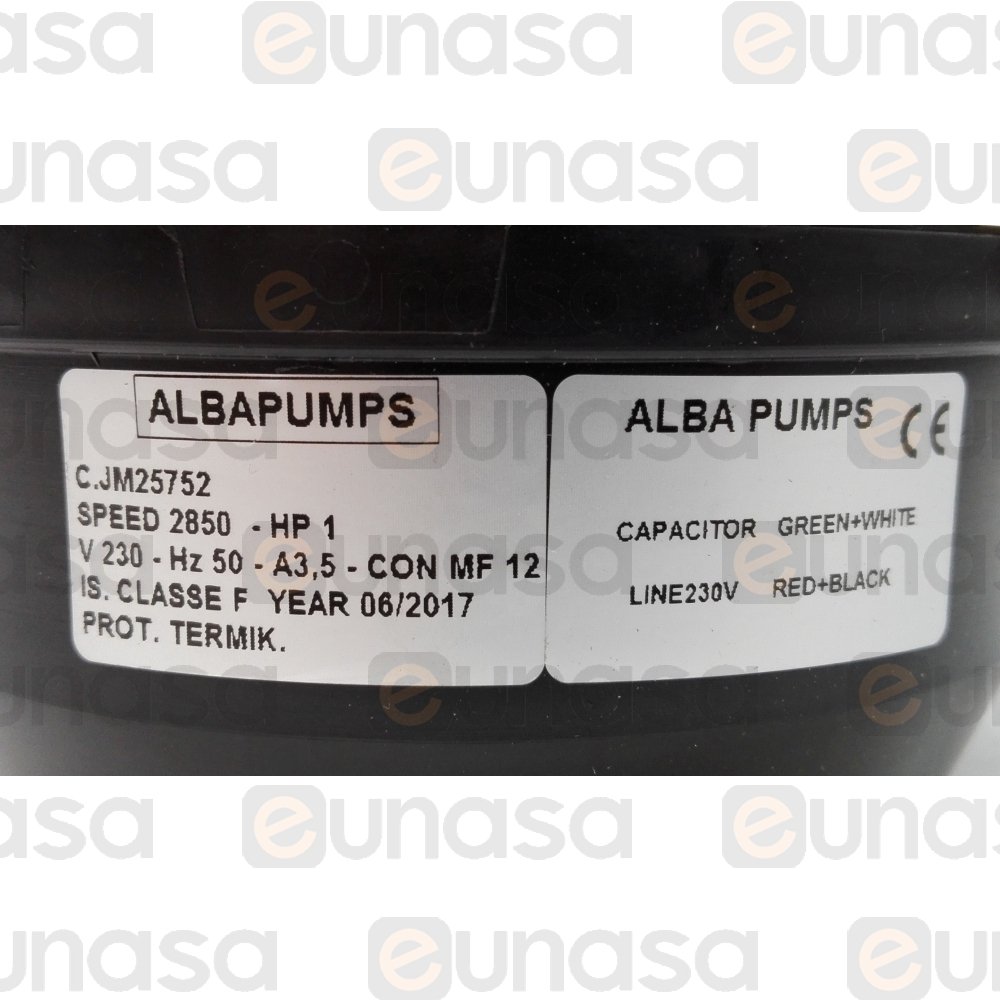 eunasa
ALBAPUMPS
C.JM25752
SPEED 2850 - HP 1
V 230 - Hz 50 - A3,5 - CON MF 12
IS. CLASSE F YEAR 06/2017
PROT. TERMIK.
ALBA PUMPS CE
CAPACITOR GREEN+WHITE
LINE230V RED+BLACK